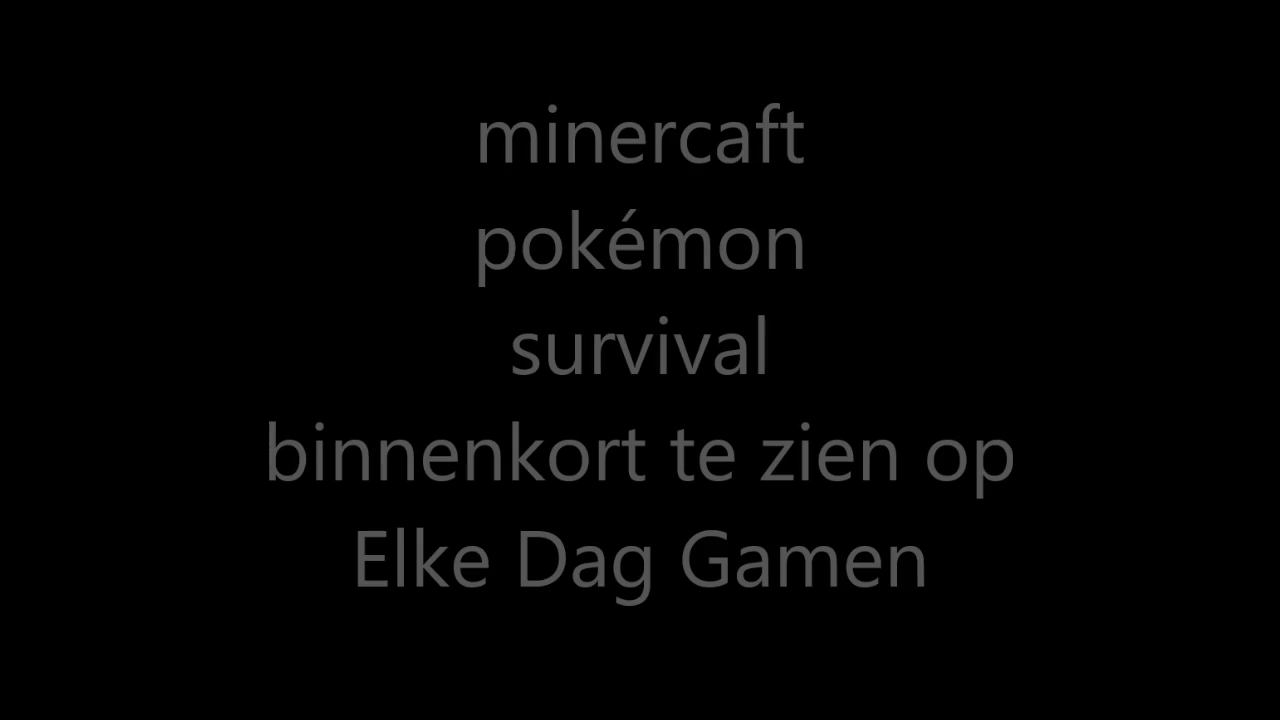 minercaft
pokémon
survival
binnenkort te zien op
Elke Dag Gamen